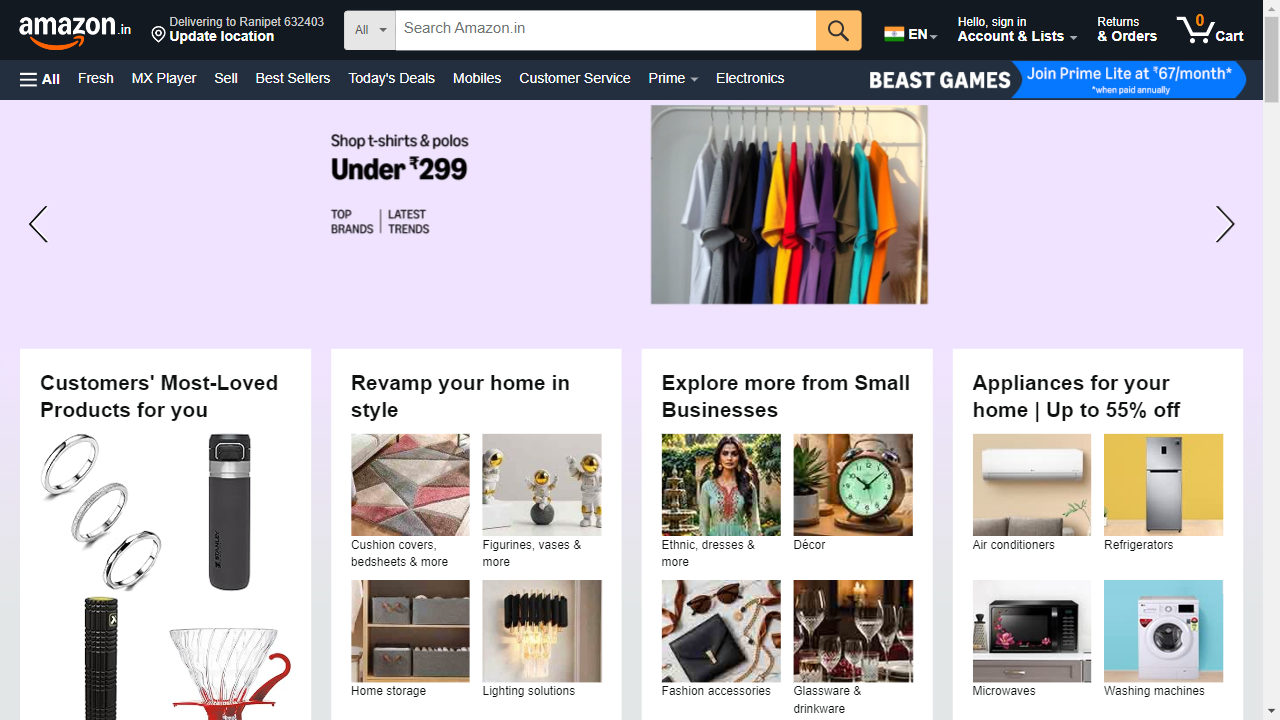 amazon.in
Delivering to Ranipet 632403
Update location
All
Search Amazon.in
EN
Hello, sign in
Account & Lists
Returns
& Orders
0
Cart
All
Fresh
MX Player
Sell
Best Sellers
Today's Deals
Mobiles
Customer Service
Prime
Electronics
BEAST GAMES
Join Prime Lite at ₹67/month*
*when paid annually
Shop t-shirts & polos
Under ₹299
TOP
BRANDS
LATEST
TRENDS
Customers' Most-Loved
Products for you
STANLEY
Revamp your home in
style
Cushion covers,
bedsheets & more
Figurines, vases &
more
Home storage
Lighting solutions
Explore more from Small
Businesses
Ethnic, dresses &
more
Décor
Fashion accessories
Glassware &
drinkware
Appliances for your
home | Up to 55% off
Air conditioners
Refrigerators
Microwaves
Washing machines